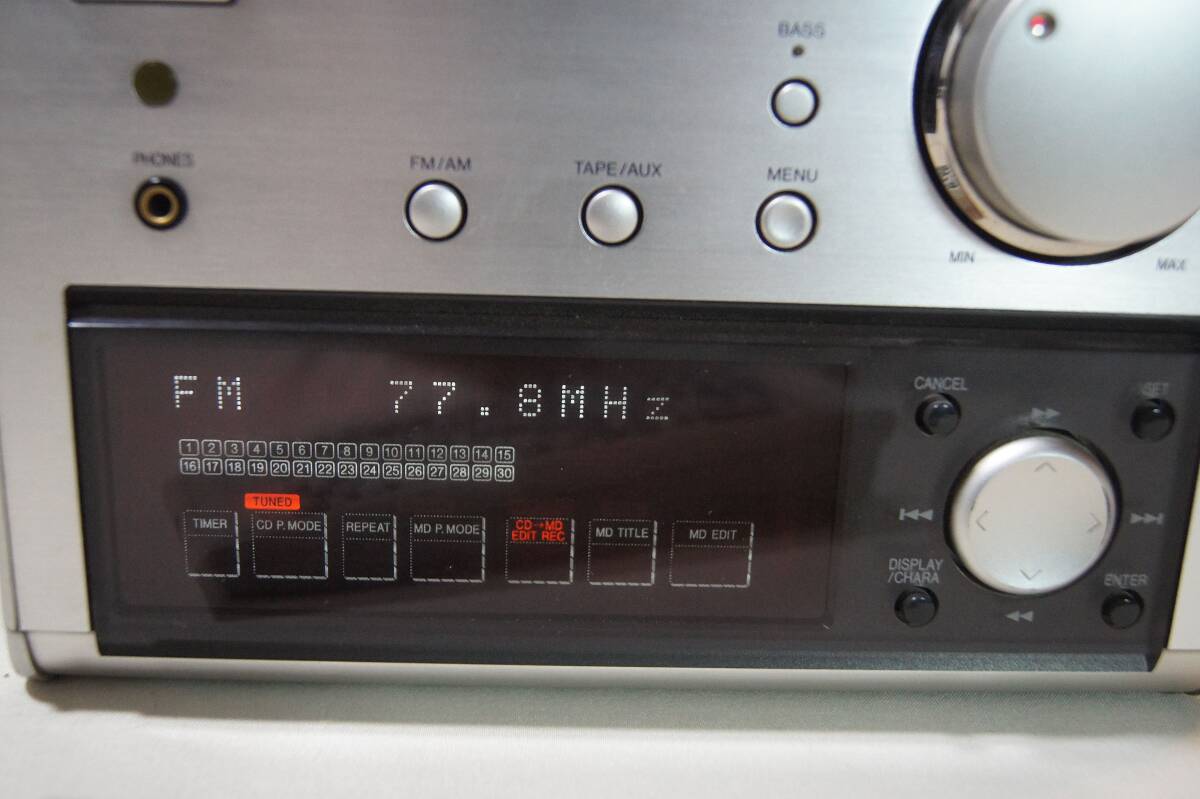 BASS
PHONES
FM/AM
TAPE/AUX
MENU
MIN
MAX
FM 77.8MHz
1 2 3 4 5 6 7 8 9 10 11 12 13 14 15
16 17 18 19 20 21 22 23 24 25 26 27 28 29 30
TUNED
TIMER
CD P.MODE
REPEAT
MD P.MODE
CD→MD
EDIT REC
MD TITLE
MD EDIT
CANCEL
SET
DISPLAY
/CHARA
ENTER